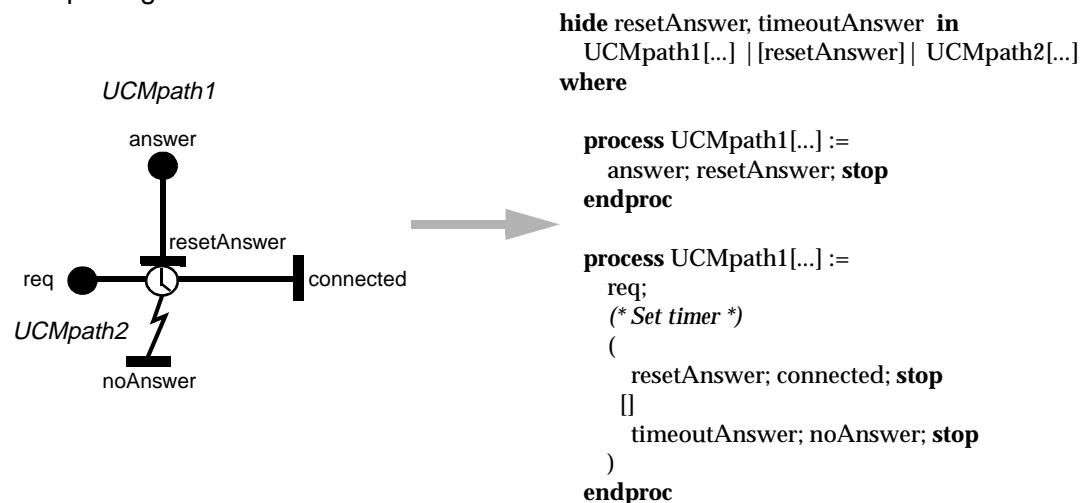 UCMpath1
answer
resetAnswer
req
connected
UCMpath2
noAnswer
hide resetAnswer, timeoutAnswer in
UCMpath1[...] |[resetAnswer]| UCMpath2[...]
where
process UCMpath1[...] :=
answer; resetAnswer; stop
endproc
process UCMpath1[...] :=
req;
(* Set timer *)
(
resetAnswer; connected; stop
[]
timeoutAnswer; noAnswer; stop
)
endproc